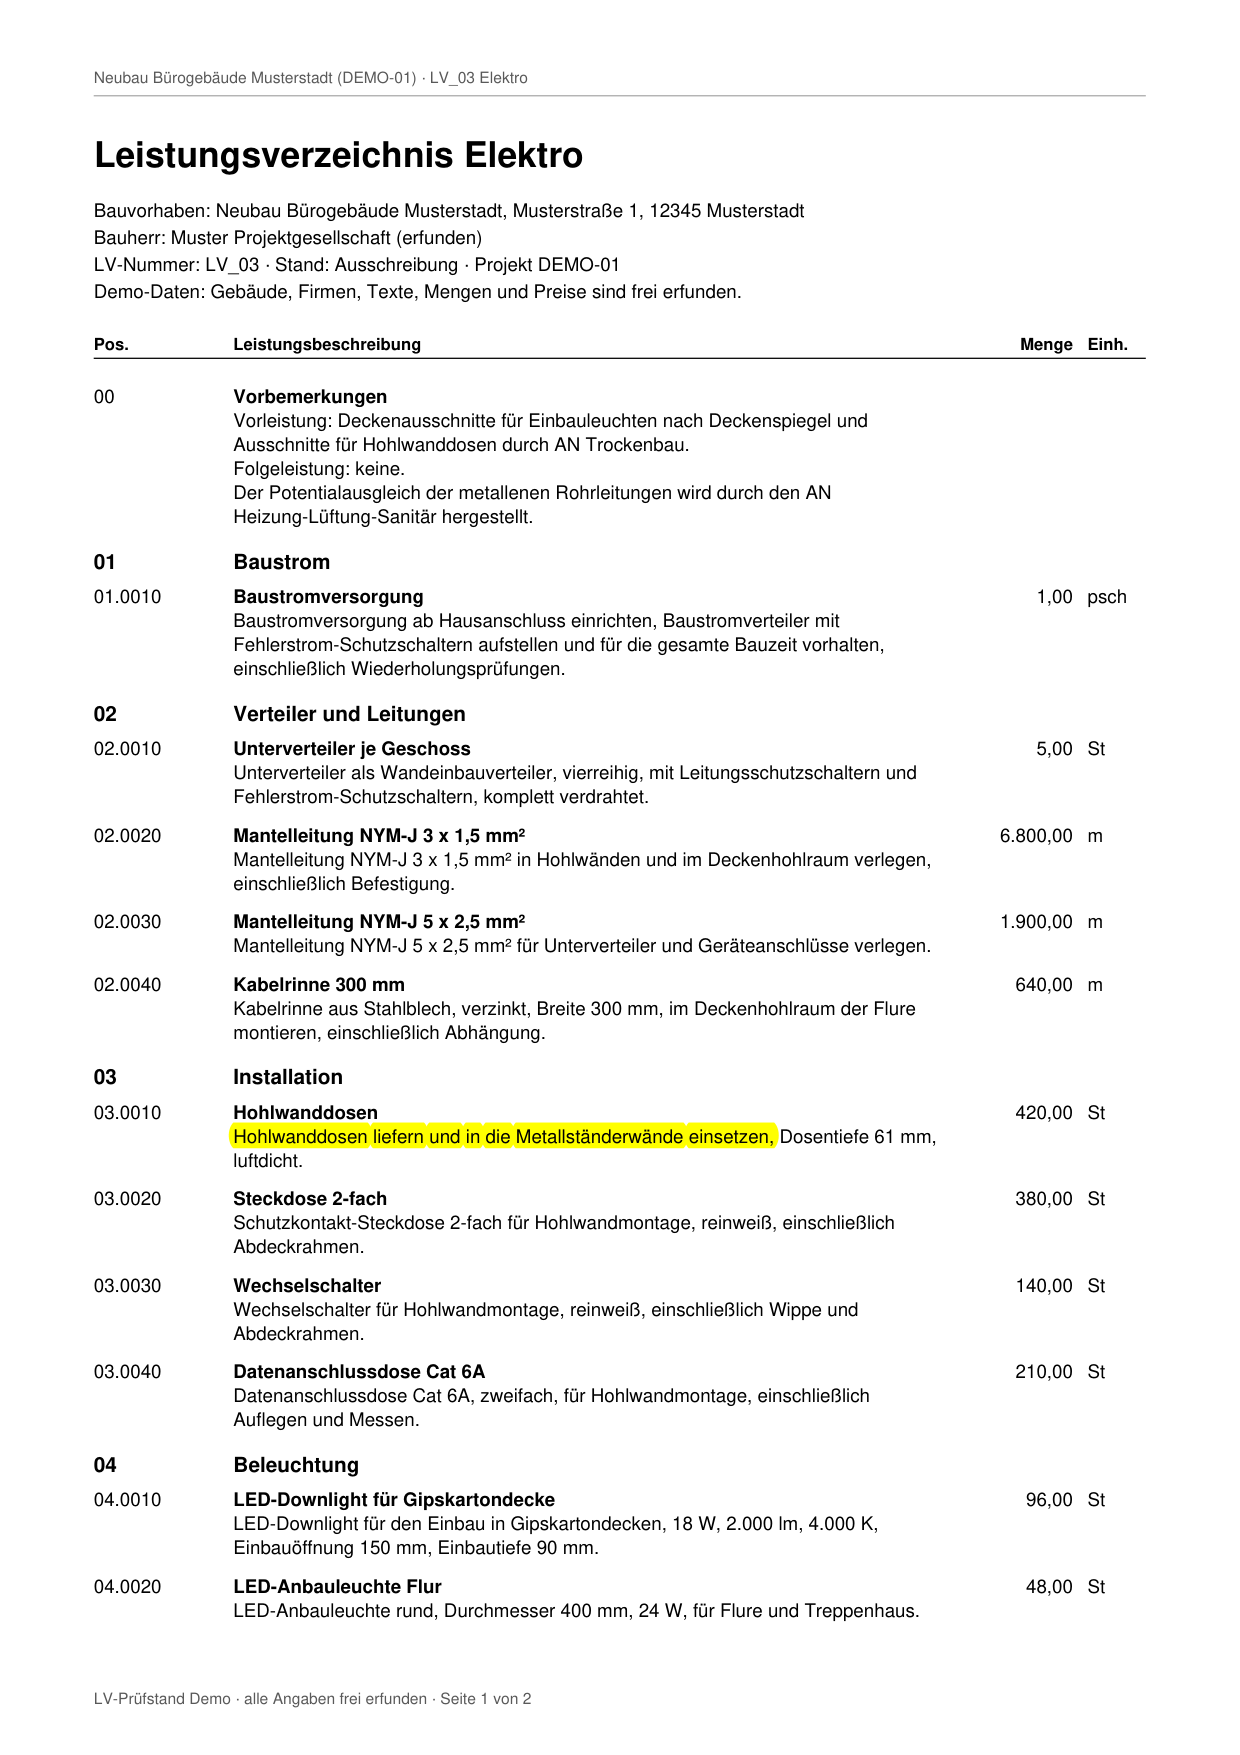 Neubau Bürogebäude Musterstadt (DEMO-01) · LV_03 Elektro
Leistungsverzeichnis Elektro
Bauvorhaben: Neubau Bürogebäude Musterstadt, Musterstraße 1, 12345 Musterstadt
Bauherr: Muster Projektgesellschaft (erfunden)
LV-Nummer: LV_03 · Stand: Ausschreibung · Projekt DEMO-01
Demo-Daten: Gebäude, Firmen, Texte, Mengen und Preise sind frei erfunden.
Pos. Leistungsbeschreibung Menge Einh.
00 Vorbemerkungen
Vorleistung: Deckenausschnitte für Einbauleuchten nach Deckenspiegel und
Ausschnitte für Hohlwanddosen durch AN Trockenbau.
Folgeleistung: keine.
Der Potentialausgleich der metallenen Rohrleitungen wird durch den AN
Heizung-Lüftung-Sanitär hergestellt.
01 Baustrom
01.0010 Baustromversorgung 1,00 psch
Baustromversorgung ab Hausanschluss einrichten, Baustromverteiler mit
Fehlerstrom-Schutzschaltern aufstellen und für die gesamte Bauzeit vorhalten,
einschließlich Wiederholungsprüfungen.
02 Verteiler und Leitungen
02.0010 Unterverteiler je Geschoss 5,00 St
Unterverteiler als Wandeinbauverteiler, vierreihig, mit Leitungsschutzschaltern und
Fehlerstrom-Schutzschaltern, komplett verdrahtet.
02.0020 Mantelleitung NYM-J 3 x 1,5 mm² 6.800,00 m
Mantelleitung NYM-J 3 x 1,5 mm² in Hohlwänden und im Deckenhohlraum verlegen,
einschließlich Befestigung.
02.0030 Mantelleitung NYM-J 5 x 2,5 mm² 1.900,00 m
Mantelleitung NYM-J 5 x 2,5 mm² für Unterverteiler und Geräteanschlüsse verlegen.
02.0040 Kabelrinne 300 mm 640,00 m
Kabelrinne aus Stahlblech, verzinkt, Breite 300 mm, im Deckenhohlraum der Flure
montieren, einschließlich Abhängung.
03 Installation
03.0010 Hohlwanddosen 420,00 St
Hohlwanddosen liefern und in die Metallständerwände einsetzen, Dosentiefe 61 mm,
luftdicht.
03.0020 Steckdose 2-fach 380,00 St
Schutzkontakt-Steckdose 2-fach für Hohlwandmontage, reinweiß, einschließlich
Abdeckrahmen.
03.0030 Wechselschalter 140,00 St
Wechselschalter für Hohlwandmontage, reinweiß, einschließlich Wippe und
Abdeckrahmen.
03.0040 Datenanschlussdose Cat 6A 210,00 St
Datenanschlussdose Cat 6A, zweifach, für Hohlwandmontage, einschließlich
Auflegen und Messen.
04 Beleuchtung
04.0010 LED-Downlight für Gipskartondecke 96,00 St
LED-Downlight für den Einbau in Gipskartondecken, 18 W, 2.000 lm, 4.000 K,
Einbauöffnung 150 mm, Einbautiefe 90 mm.
04.0020 LED-Anbauleuchte Flur 48,00 St
LED-Anbauleuchte rund, Durchmesser 400 mm, 24 W, für Flure und Treppenhaus.
LV-Prüfstand Demo · alle Angaben frei erfunden · Seite 1 von 2